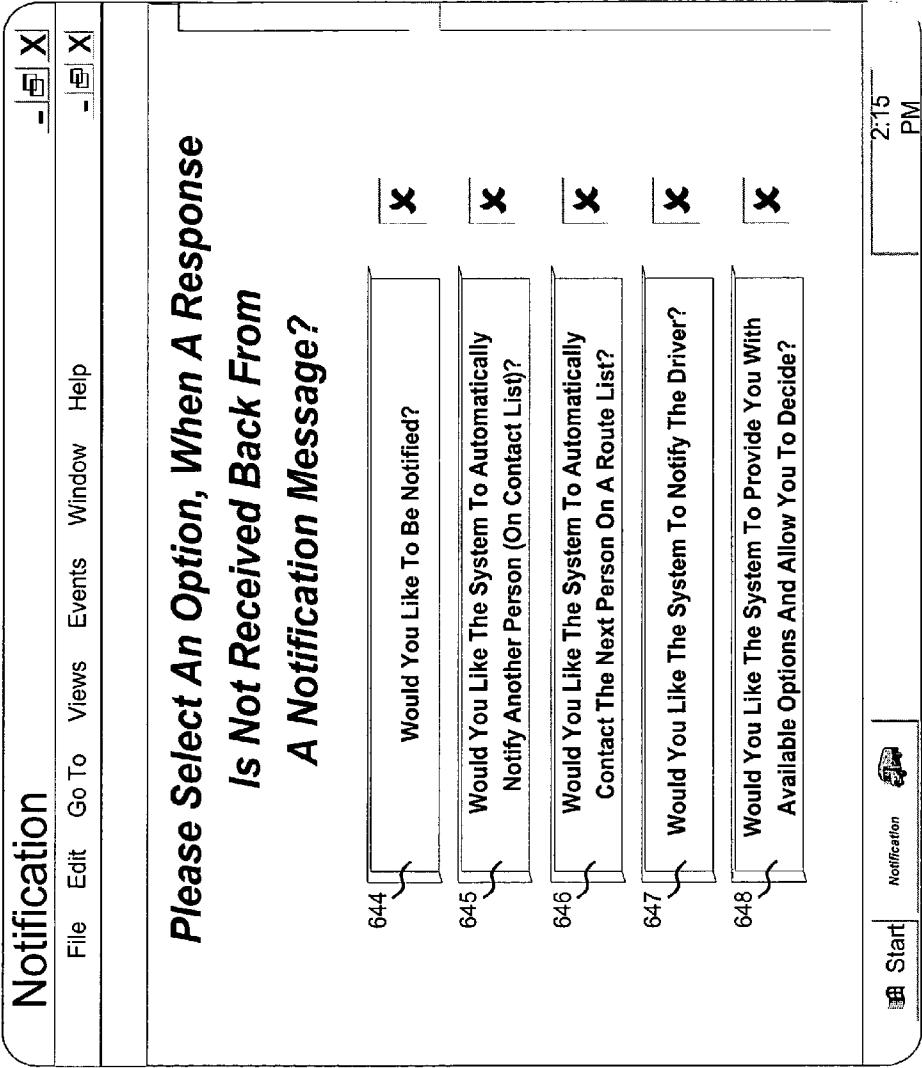 Notification
File Edit Go To Views Events Window Help
Please Select An Option, When A Response
Is Not Received Back From
A Notification Message?
644 Would You Like To Be Notified?
645 Would You Like The System To Automatically
Notify Another Person (On Contact List)?
646 Would You Like The System To Automatically
Contact The Next Person On A Route List?
647 Would You Like The System To Notify The Driver?
648 Would You Like The System To Provide You With
Available Options And Allow You To Decide?
Start Notification 2:15
PM